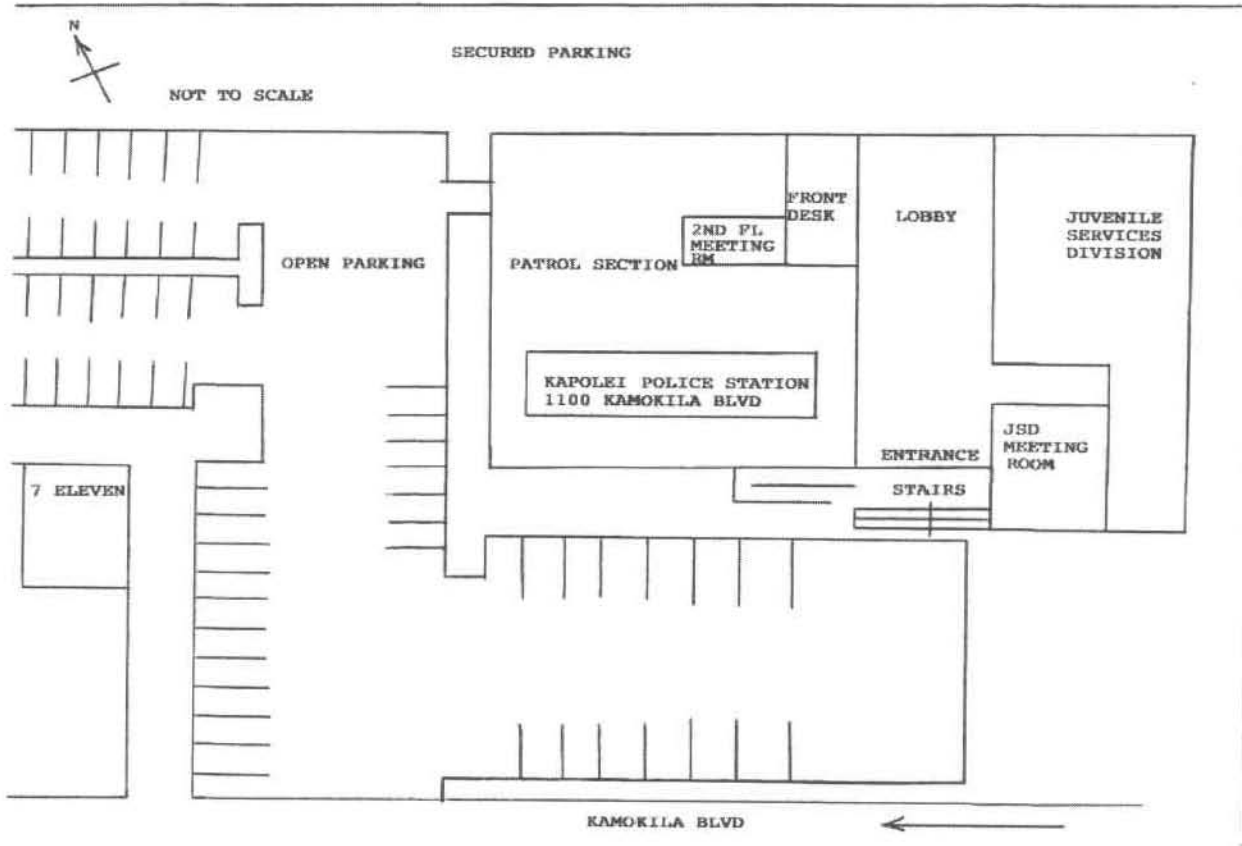 N
SECURED PARKING
NOT TO SCALE
FRONT
DESK
LOBBY
JUVENILE
SERVICES
DIVISION
2ND FL
MEETING
RM
OPEN PARKING
PATROL SECTION
KAPOLEI POLICE STATION
1100 KAMOKILA BLVD
JSD
MEETING
ROOM
ENTRANCE
7 ELEVEN
STAIRS
KAMOKILA BLVD